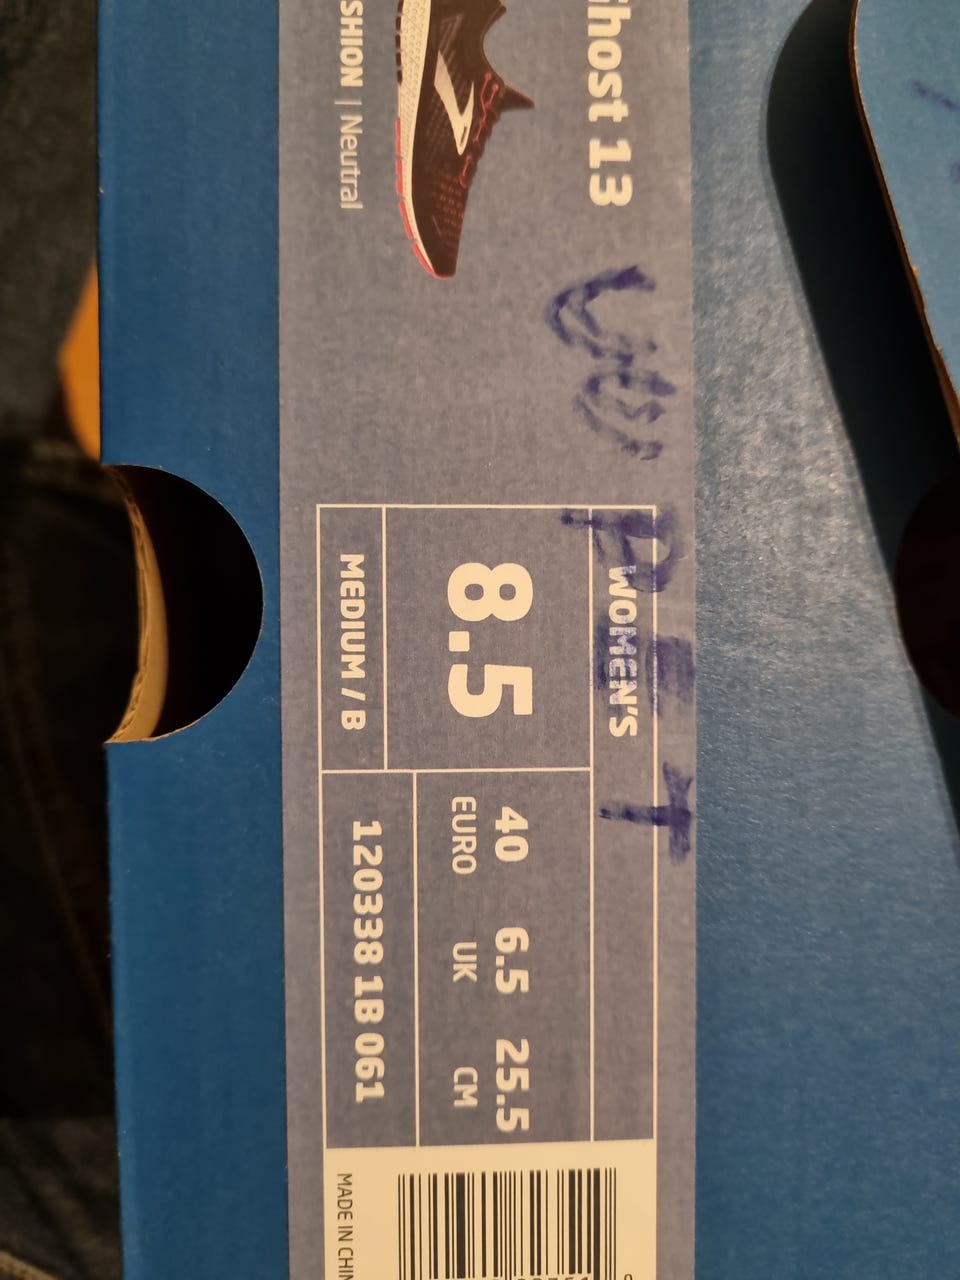 Ghost 13
SHION | Neutral
PET
WOMEN'S
8.5
MEDIUM / B
40 6.5 25.5
EURO UK CM
120338 1B 061
MADE IN CHIN